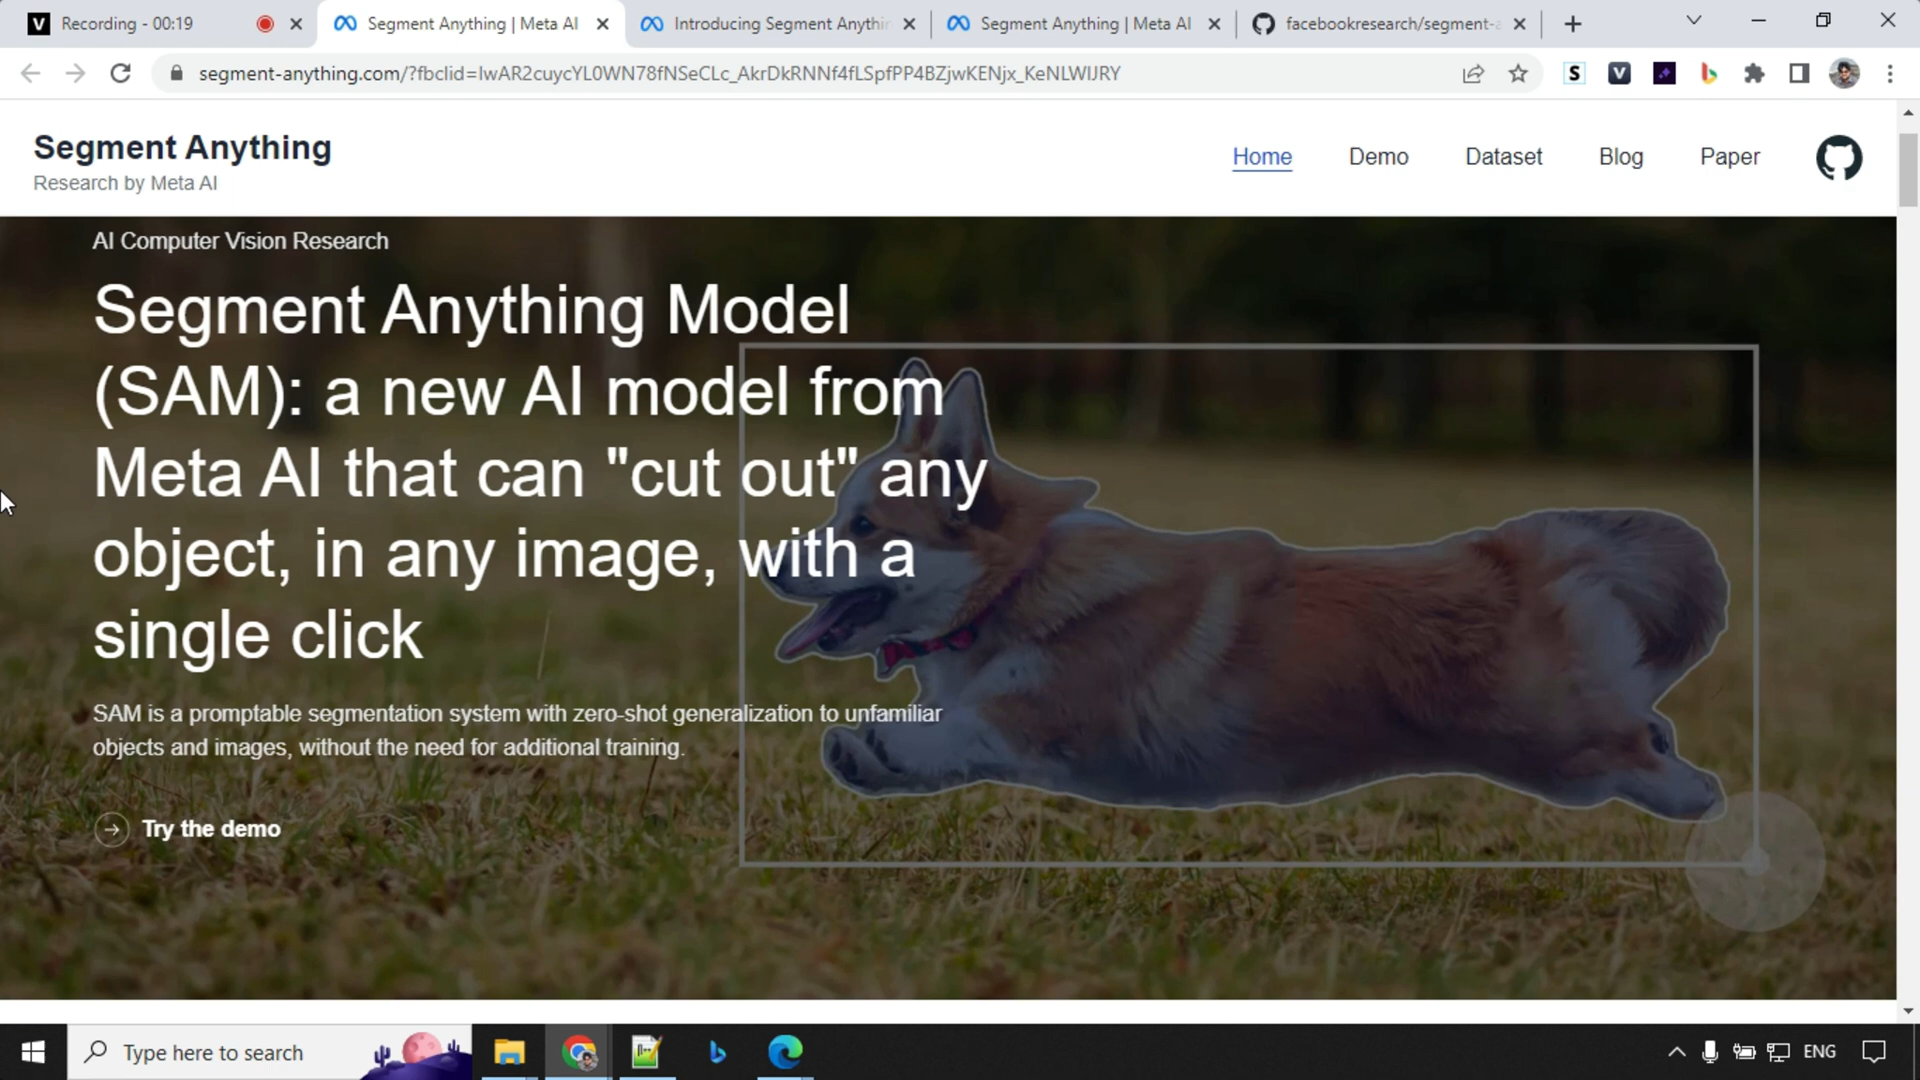 V Recording - 00:19
Segment Anything | Meta AI
Introducing Segment Anythin
Segment Anything | Meta AI
facebookresearch/segment-a
segment-anything.com/?fbclid=IwAR2cuycYL0WN78fNSeCLc_AkrDkRNNf4fLSpfPP4BZjwKENjx_KeNLWIJRY
S
V
Segment Anything
Research by Meta AI
Home
Demo
Dataset
Blog
Paper
AI Computer Vision Research
Segment Anything Model
(SAM): a new AI model from
Meta AI that can "cut out" any
object, in any image, with a
single click
SAM is a promptable segmentation system with zero-shot generalization to unfamiliar
objects and images, without the need for additional training.
Try the demo
Type here to search
ENG